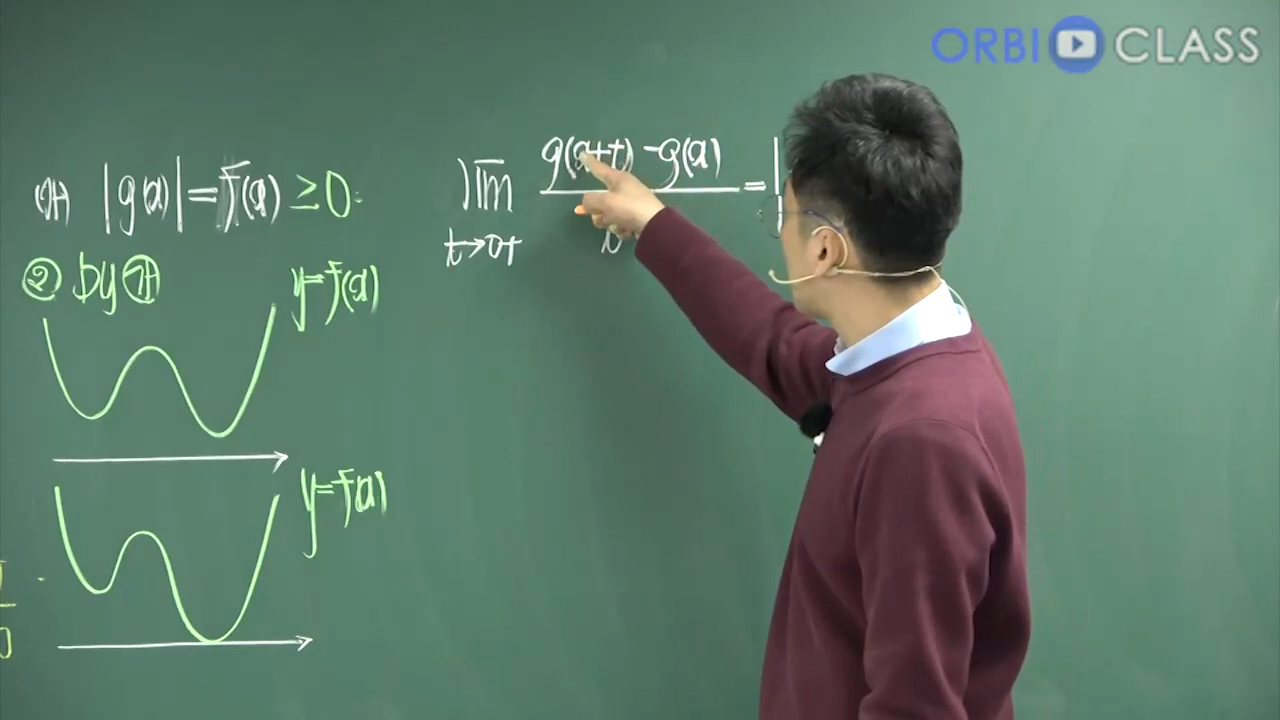 ORBI CLASS
(가) |g(x)| = f(x) ≥ 0
② by ㉮
y=f(x)
y=f(x)
lim t→0+ g(x+t) - g(x) / t = |